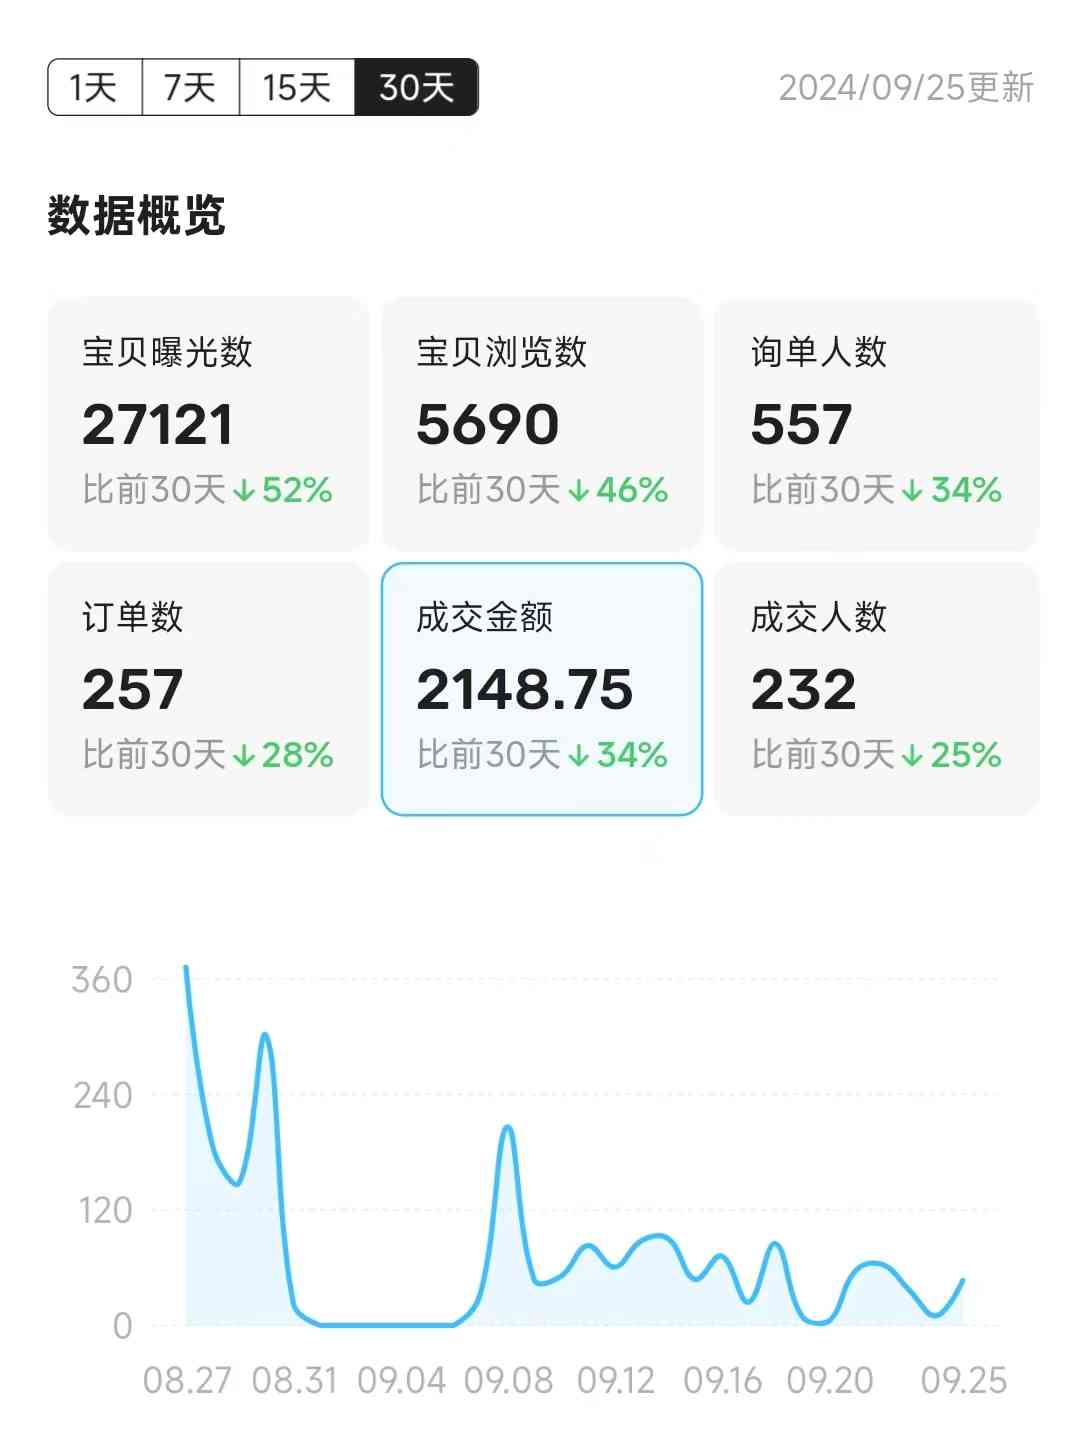 1天 7天 15天 30天
2024/09/25更新
数据概览
宝贝曝光数 宝贝浏览数 询单人数
27121 5690 557
比前30天↓52% 比前30天↓46% 比前30天↓34%
订单数 成交金额 成交人数
257 2148.75 232
比前30天↓28% 比前30天↓34% 比前30天↓25%
360
240
120
0
08.27 08.31 09.04 09.08 09.12 09.16 09.20 09.25